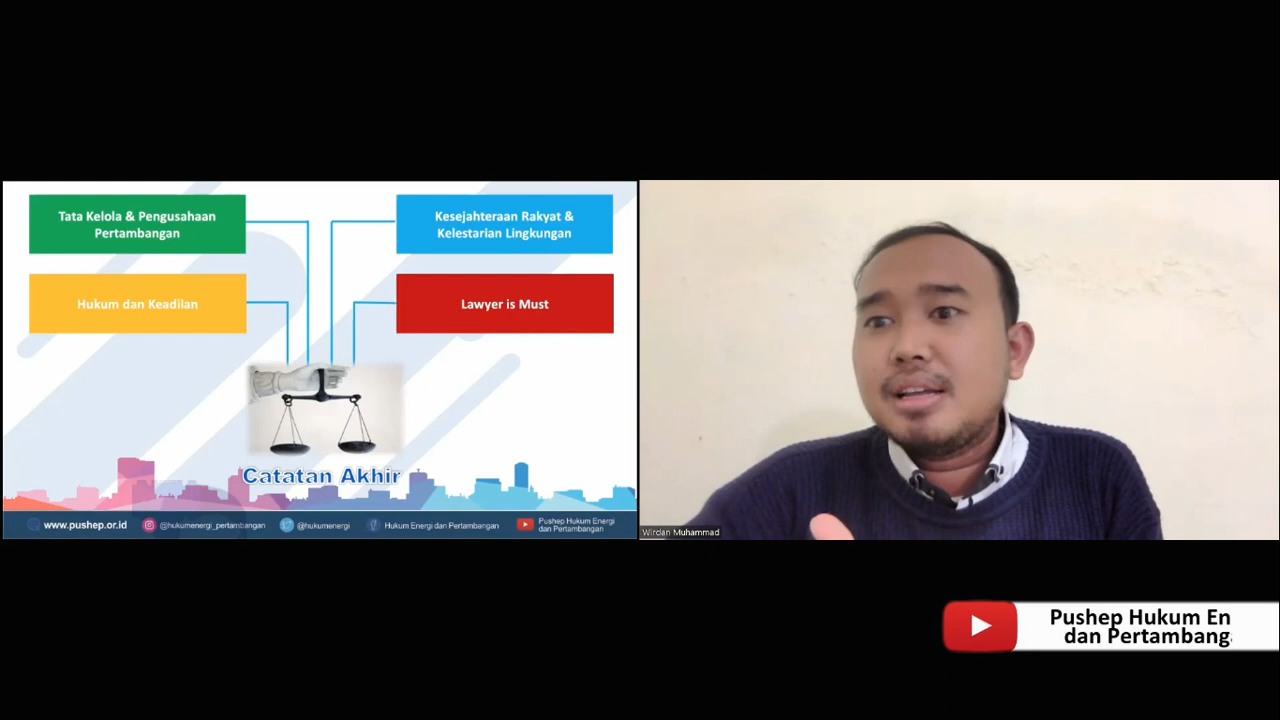 Tata Kelola & Pengusahaan
Pertambangan
Kesejahteraan Rakyat &
Kelestarian Lingkungan
Hukum dan Keadilan
Lawyer is Must
Catatan Akhir
www.pushep.or.id
@hukumenergi_pertambangan
@hukumenergi
Hukum Energi dan Pertambangan
Pushep Hukum Energi
dan Pertambangan
Wirdan Muhammad
Pushep Hukum En
dan Pertambang